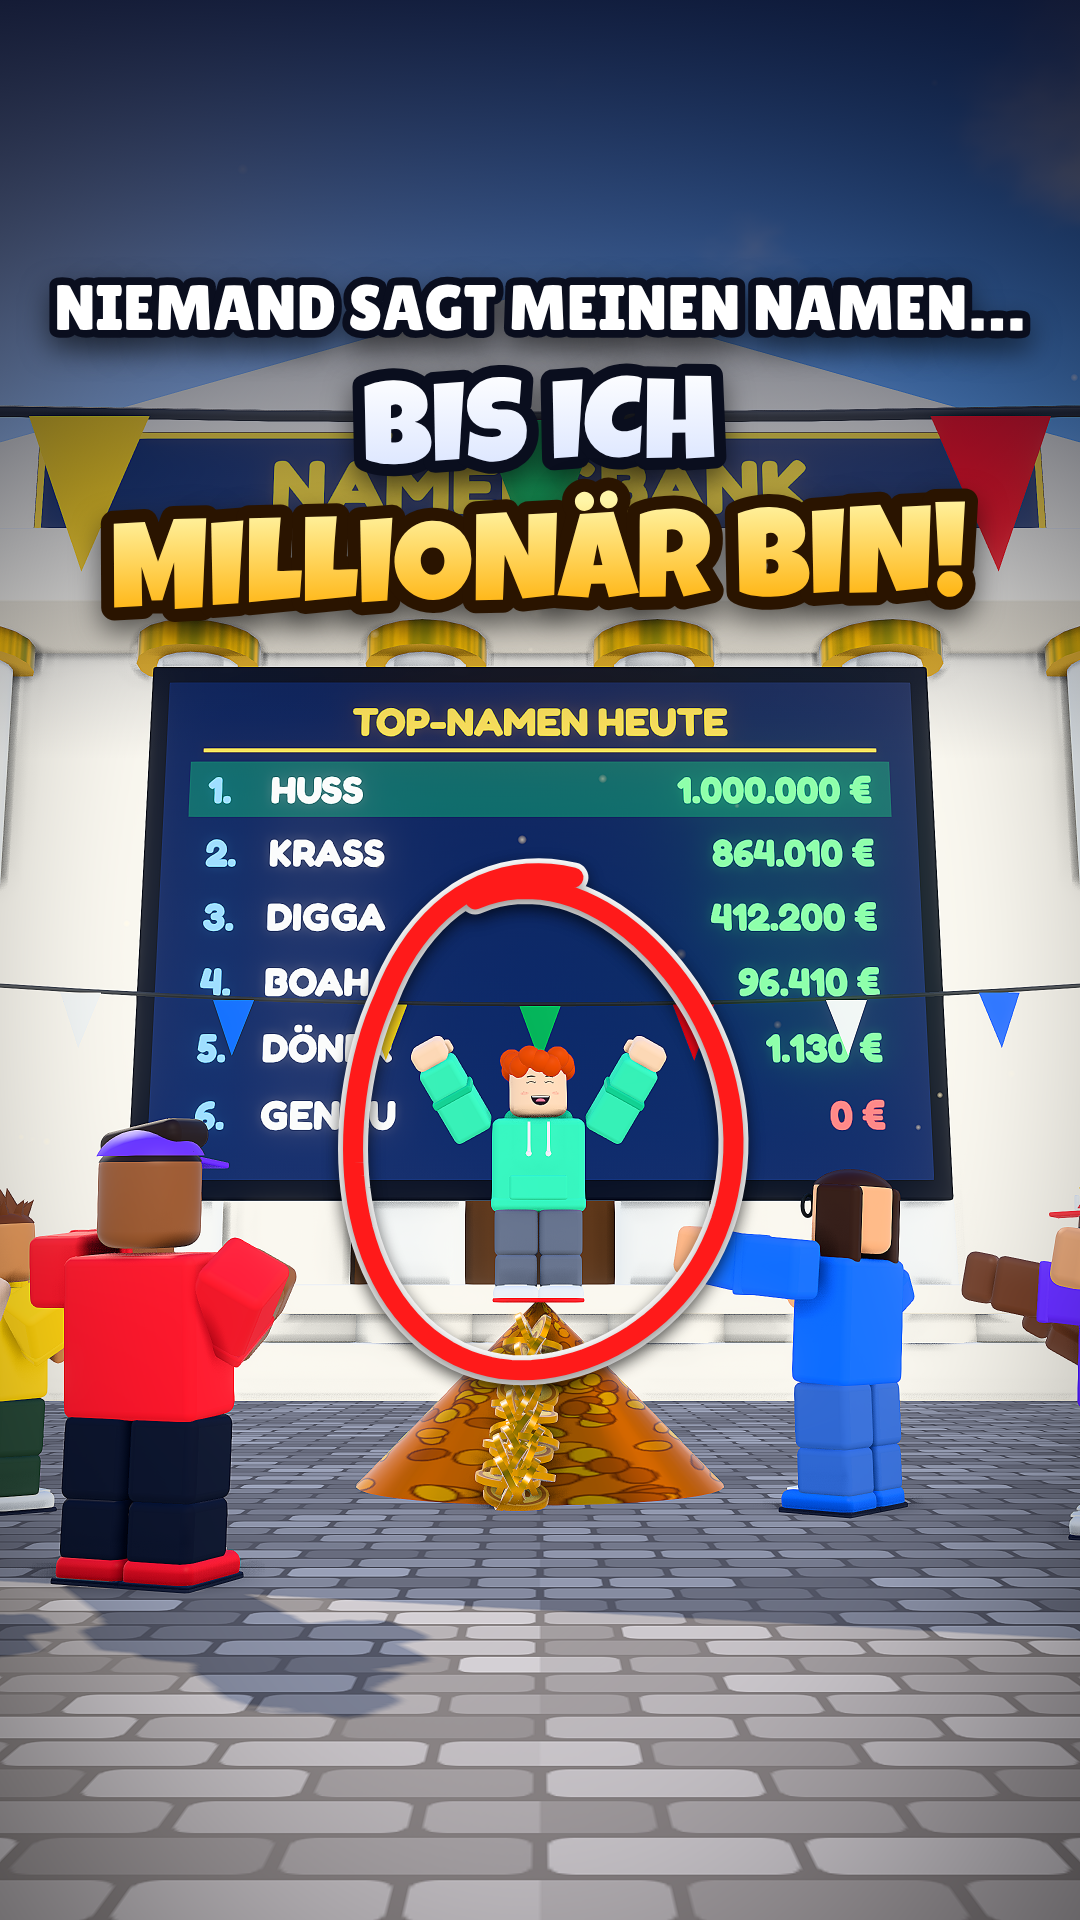 NIEMAND SAGT MEINEN NAMEN...
BIS ICH
MILLIONÄR BIN!
TOP-NAMEN HEUTE
1. HUSS 1.000.000 €
2. KRASS 864.010 €
3. DIGGA 412.200 €
4. BOAH 96.410 €
5. 1.130 €
6. 0 €